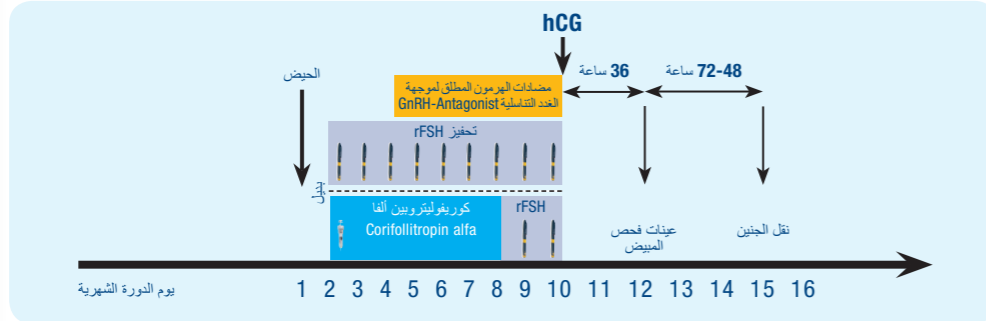 hCG
36 ساعة
72-48 ساعة
الحيض
مضادات الهرمون المطلق لموجهة
الغدد التناسلية GnRH-Antagonist
تحفيز rFSH
بديل
كوريفوليتروبين ألفا
Corifollitropin alfa
rFSH
عينات فحص
المبيض
نقل الجنين
يوم الدورة الشهرية
1 2 3 4 5 6 7 8 9 10 11 12 13 14 15 16